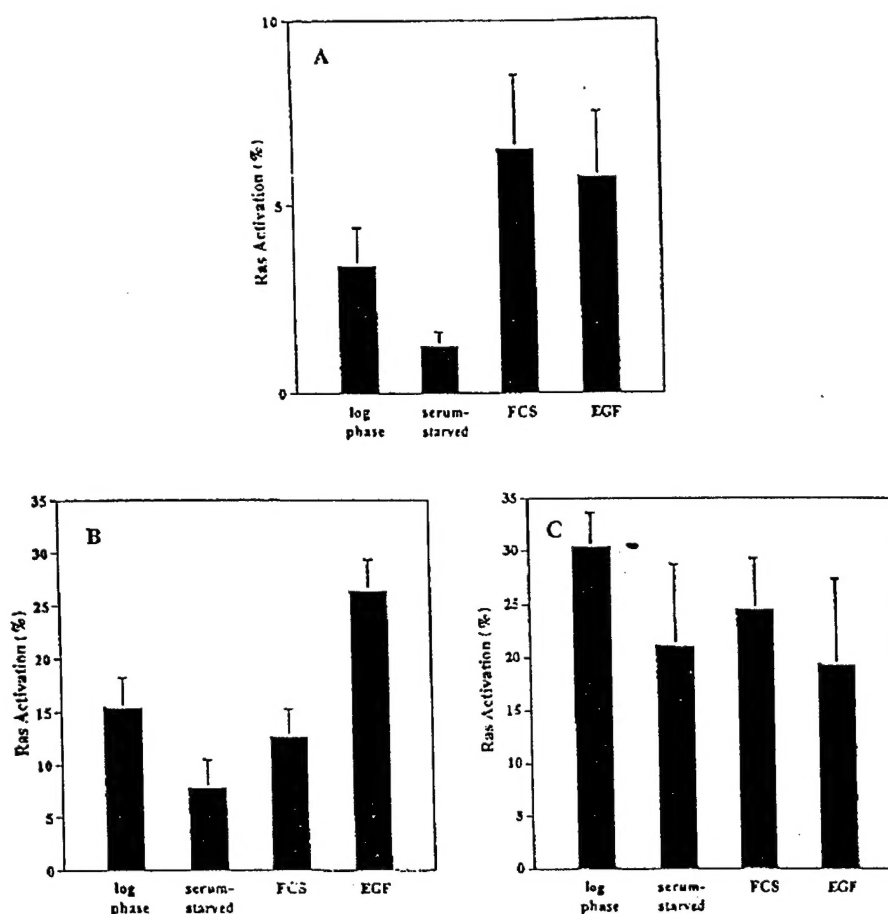 10
A
Ras Activation (%)
5
0
log phase
serum-starved
FCS
EGF
35
B
30
25
Ras Activation (%)
20
15
10
5
0
log phase
serum-starved
FCS
EGF
35
C
30
25
Ras Activation (%)
20
15
10
5
0
log phase
serum-starved
FCS
EGF